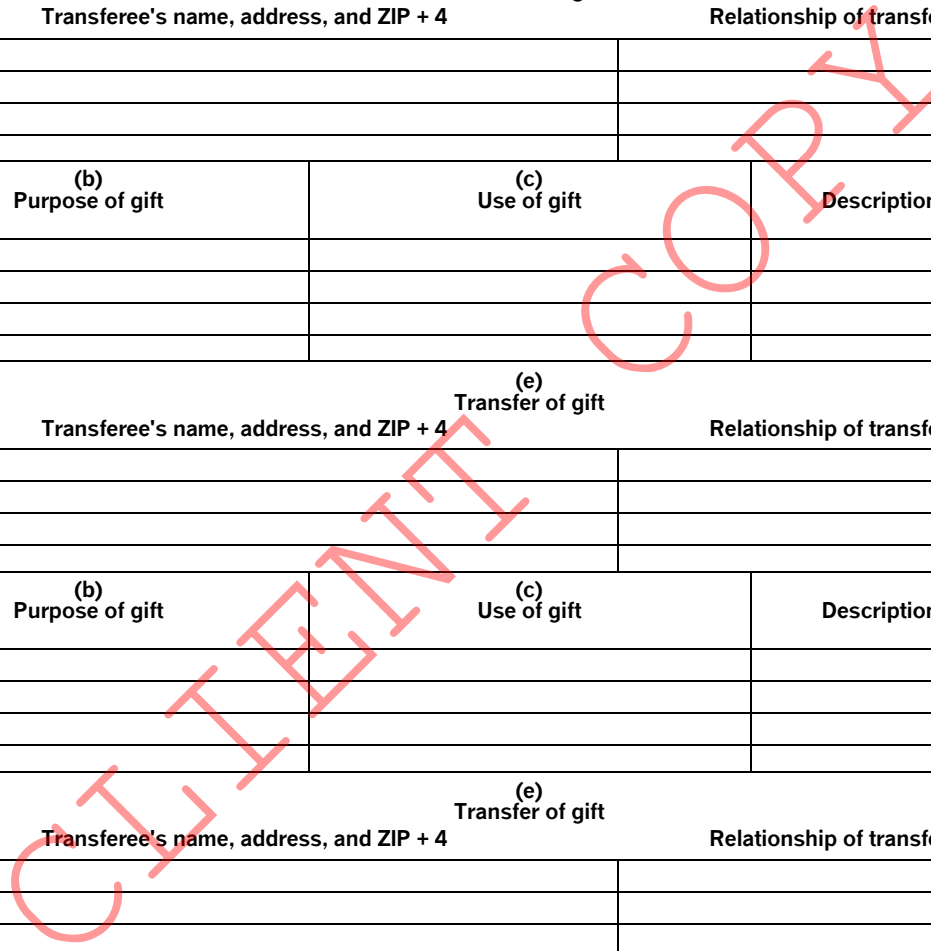 Transferee's name, address, and ZIP + 4 Relationship of transfe
(b) (c)
Purpose of gift Use of gift Description
(e)
Transfer of gift
Transferee's name, address, and ZIP + 4 Relationship of transfe
(b) (c)
Purpose of gift Use of gift Description
(e)
Transfer of gift
Transferee's name, address, and ZIP + 4 Relationship of transfe
CLIENT COPY